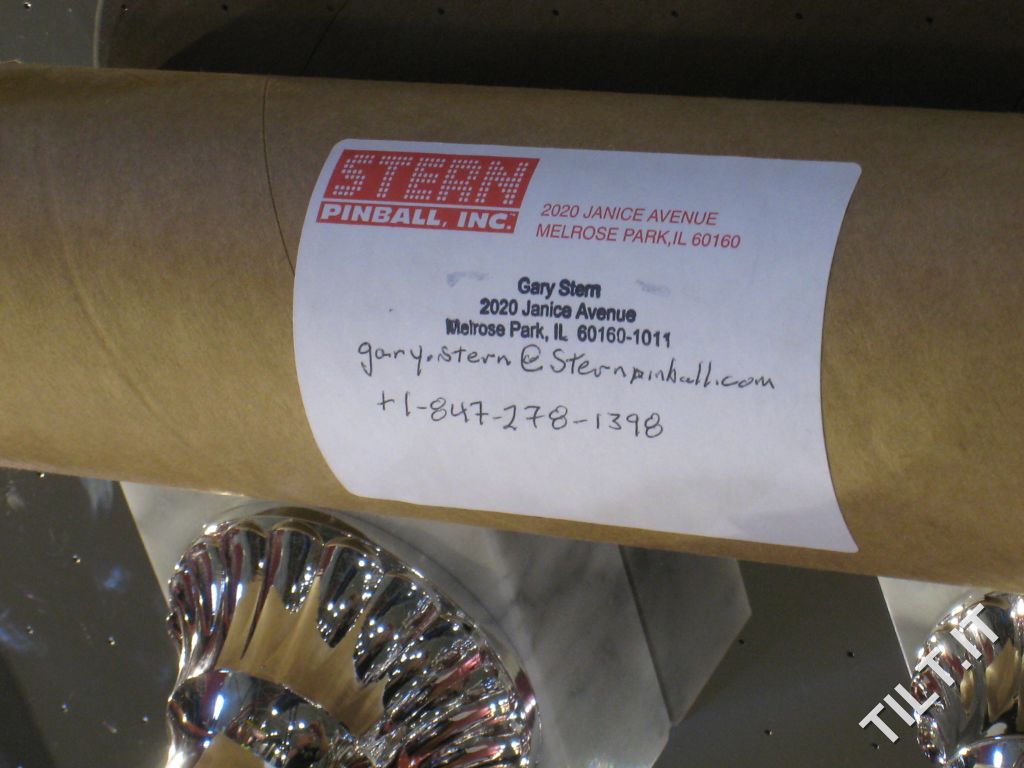 STERN
PINBALL, INC.™
2020 JANICE AVENUE
MELROSE PARK,IL 60160
Gary Stern
2020 Janice Avenue
Melrose Park, IL 60160-1011
gary.stern@Sternpinball.com
+1-847-278-1398
TILT.IT